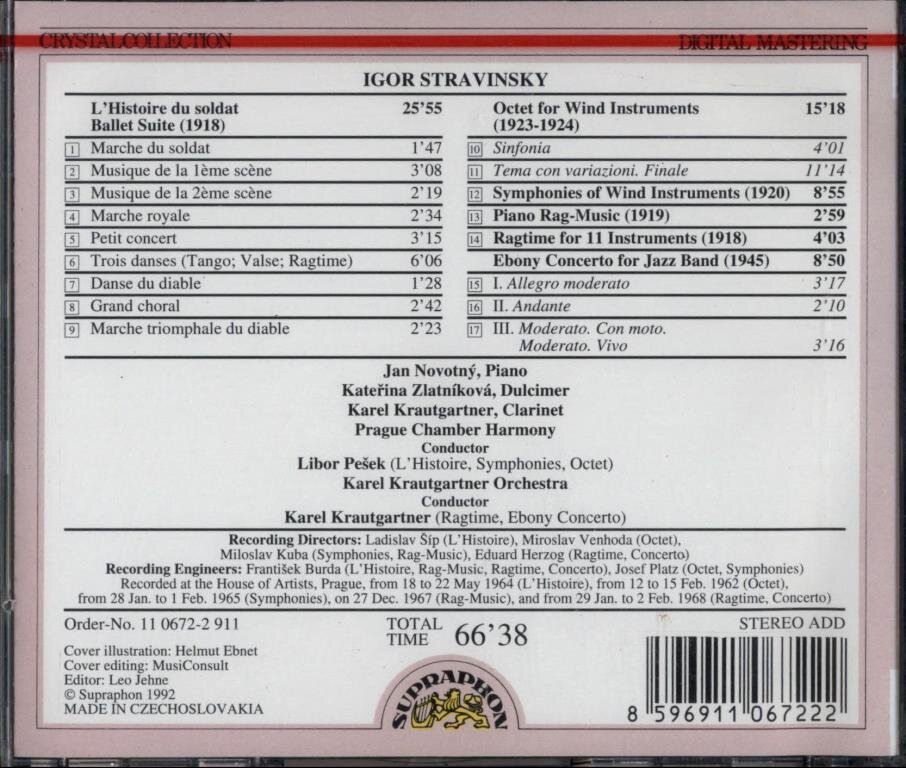 CRYSTAL COLLECTION
DIGITAL MASTERING
IGOR STRAVINSKY
L'Histoire du soldat 25'55
Ballet Suite (1918)
1 Marche du soldat 1'47
2 Musique de la 1ème scène 3'08
3 Musique de la 2ème scène 2'19
4 Marche royale 2'34
5 Petit concert 3'15
6 Trois danses (Tango; Valse; Ragtime) 6'06
7 Danse du diable 1'28
8 Grand choral 2'42
9 Marche triomphale du diable 2'23
Octet for Wind Instruments 15'18
(1923-1924)
10 Sinfonia 4'01
11 Tema con variazioni. Finale 11'14
12 Symphonies of Wind Instruments (1920) 8'55
13 Piano Rag-Music (1919) 2'59
14 Ragtime for 11 Instruments (1918) 4'03
Ebony Concerto for Jazz Band (1945) 8'50
15 I. Allegro moderato 3'17
16 II. Andante 2'10
17 III. Moderato. Con moto.
Moderato. Vivo 3'16
Jan Novotný, Piano
Kateřina Zlatníková, Dulcimer
Karel Krautgartner, Clarinet
Prague Chamber Harmony
Conductor
Libor Pešek (L'Histoire, Symphonies, Octet)
Karel Krautgartner Orchestra
Conductor
Karel Krautgartner (Ragtime, Ebony Concerto)
Recording Directors: Ladislav Šíp (L'Histoire), Miroslav Venhoda (Octet),
Miloslav Kuba (Symphonies, Rag-Music), Eduard Herzog (Ragtime, Concerto)
Recording Engineers: František Burda (L'Histoire, Rag-Music, Ragtime, Concerto), Josef Platz (Octet, Symphonies)
Recorded at the House of Artists, Prague, from 18 to 22 May 1964 (L'Histoire), from 12 to 15 Feb. 1962 (Octet),
from 28 Jan. to 1 Feb. 1965 (Symphonies), on 27 Dec. 1967 (Rag-Music), and from 29 Jan. to 2 Feb. 1968 (Ragtime, Concerto)
Order-No. 11 0672-2 911
TOTAL
TIME 66'38
STEREO ADD
Cover illustration: Helmut Ebnet
Cover editing: MusiConsult
Editor: Leo Jehne
© Supraphon 1992
MADE IN CZECHOSLOVAKIA
SUPRAPHON
8 596911 067222